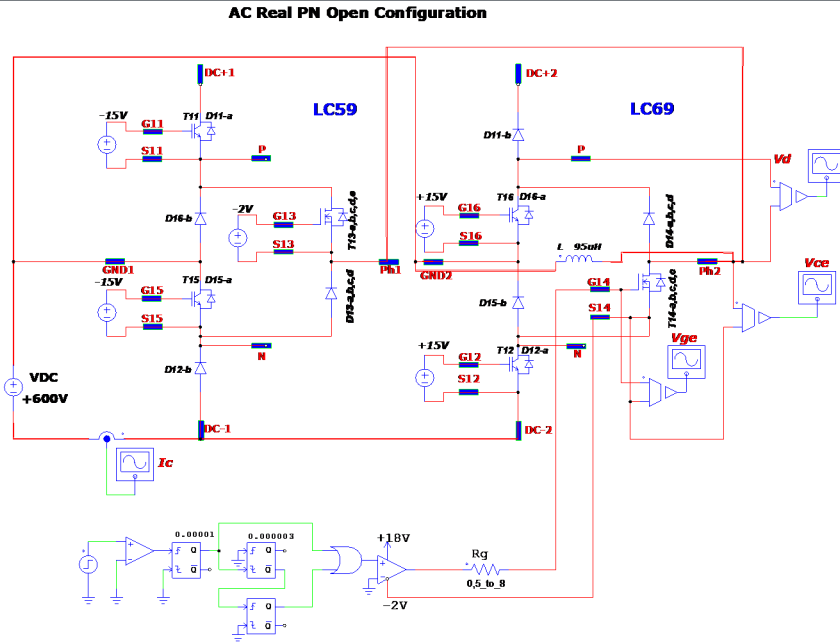 AC Real PN Open Configuration
DC+1
DC+2
LC59
LC69
-15V
T11
D11-a
G11
S11
P
D11-b
P
Vd
D16-b
-2V
G13
S13
T13-a,b,c,d,e
+15V
G16
S16
T16
D16-a
D14-a,b,c,d
L 95uH
GND1
Ph1
GND2
Ph2
-15V
G15
S15
T15
D15-a
D13-a,b,c,d
D15-b
G14
S14
T14-a,b,c,d,e
Vce
N
D12-b
+15V
G12
S12
T12
D12-a
N
Vge
VDC
+600V
DC-1
DC-2
Ic
0.00001
0.000003
Q
Q
Q
Q
Q
Q
+18V
-2V
Rg
0,5_to_8